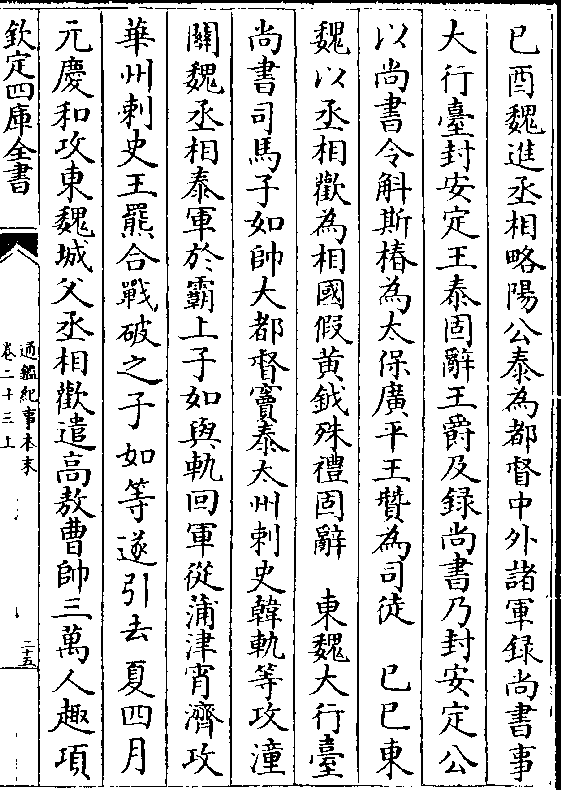 已酉魏進丞相略陽公泰為都督中外諸軍録尚書事
大行臺封安定王泰固辭王爵及録尚書乃封安定公
以尚書令斛斯椿為太保廣平王贊為司徒　已巳東
魏以丞相歡為相國假黄鉞殊禮固辭　東魏大行臺
尚書司馬子如帥大都督竇泰太州刺史韓軌等攻潼
關魏丞相泰軍於霸上子如與軌回軍從蒲津宵濟攻
華州刺史王羆合戰破之子如等遂引去　夏四月
元慶和攻東魏城父丞相歡遣高敖曹帥三萬人趣項
欽定四庫全書
通鑑紀事本末
卷二十三上
二十五